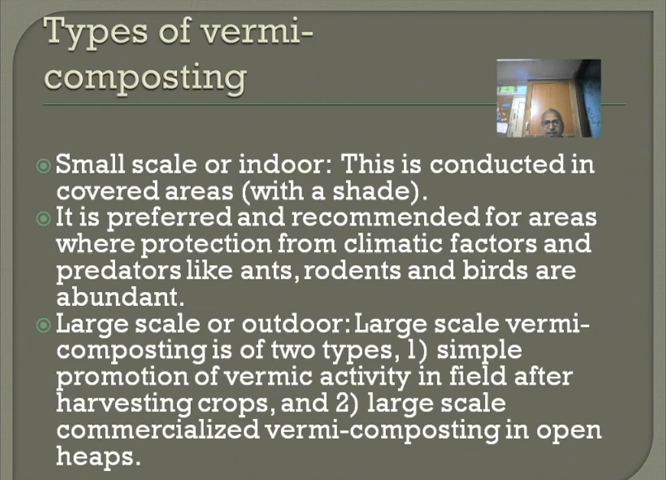 Types of vermi-
composting
Small scale or indoor: This is conducted in
covered areas (with a shade).
It is preferred and recommended for areas
where protection from climatic factors and
predators like ants, rodents and birds are
abundant.
Large scale or outdoor: Large scale vermi-
composting is of two types, 1) simple
promotion of vermic activity in field after
harvesting crops, and 2) large scale
commercialized vermi-composting in open
heaps.